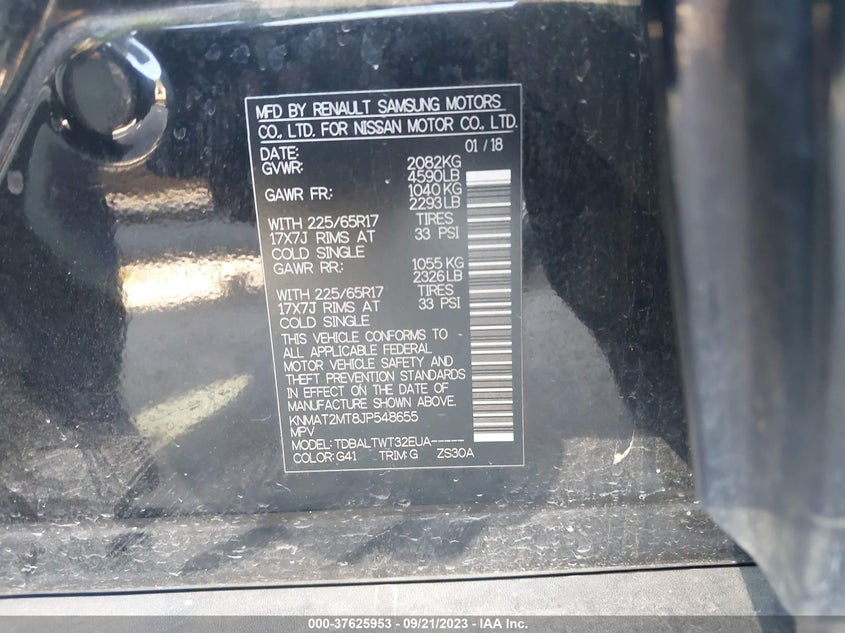 MFD BY RENAULT SAMSUNG MOTORS
CO., LTD. FOR NISSAN MOTOR CO., LTD.
DATE: 01 / 18
GVWR: 2082KG
4590LB
GAWR FR: 1040 KG
2293 LB
WITH 225/65R17 TIRES
17X7J RIMS AT 33 PSI
COLD SINGLE
GAWR RR: 1055 KG
2326 LB
WITH 225/65R17 TIRES
17X7J RIMS AT 33 PSI
COLD SINGLE
THIS VEHICLE CONFORMS TO
ALL APPLICABLE FEDERAL
MOTOR VEHICLE SAFETY AND
THEFT PREVENTION STANDARDS
IN EFFECT ON THE DATE OF
MANUFACTURE SHOWN ABOVE.
KNMAT2MT8JP548655
MPV
MODEL: TDBALTWT32EUA-----
COLOR: G41 TRIM: G ZS30A
000-37625953 - 09/21/2023 - IAA Inc.